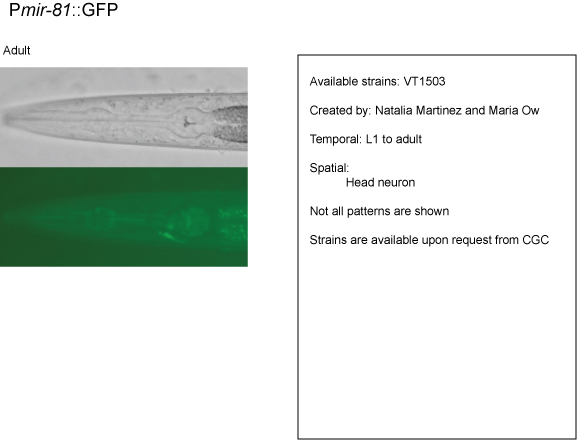 Pmir-81::GFP
Adult
Available strains: VT1503
Created by: Natalia Martinez and Maria Ow
Temporal: L1 to adult
Spatial:
Head neuron
Not all patterns are shown
Strains are available upon request from CGC